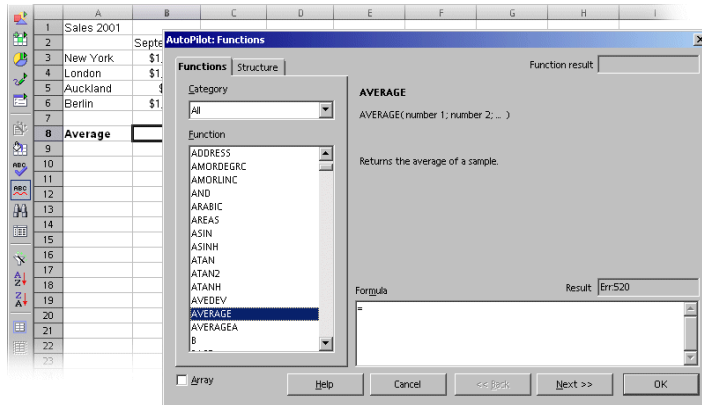 A B C D E F G H I
1 Sales 2001
2 Septe
3 New York $1,
4 London $1,
5 Auckland $
6 Berlin $1,
7
8 Average
9
10
11
12
13
14
15
16
17
18
19
20
21
22
23
AutoPilot: Functions
Functions Structure
Function result
Category
All
Function
ADDRESS
AMORDEGRC
AMORLINC
AND
ARABIC
AREAS
ASIN
ASINH
ATAN
ATAN2
ATANH
AVEDEV
AVERAGE
AVERAGEA
B
AVERAGE
AVERAGE( number 1; number 2; ... )
Returns the average of a sample.
Formula
Result Err:520
=
Array
Help Cancel << Back Next >> OK